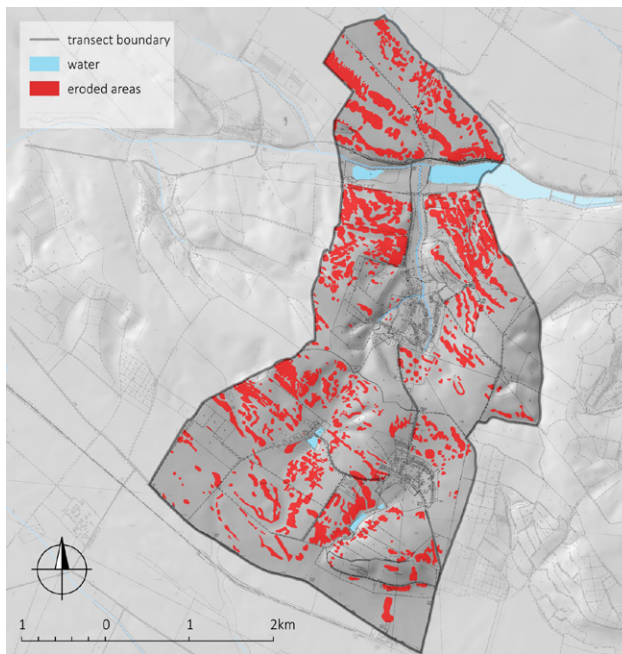 transect boundary
water
eroded areas
1 0 1 2km